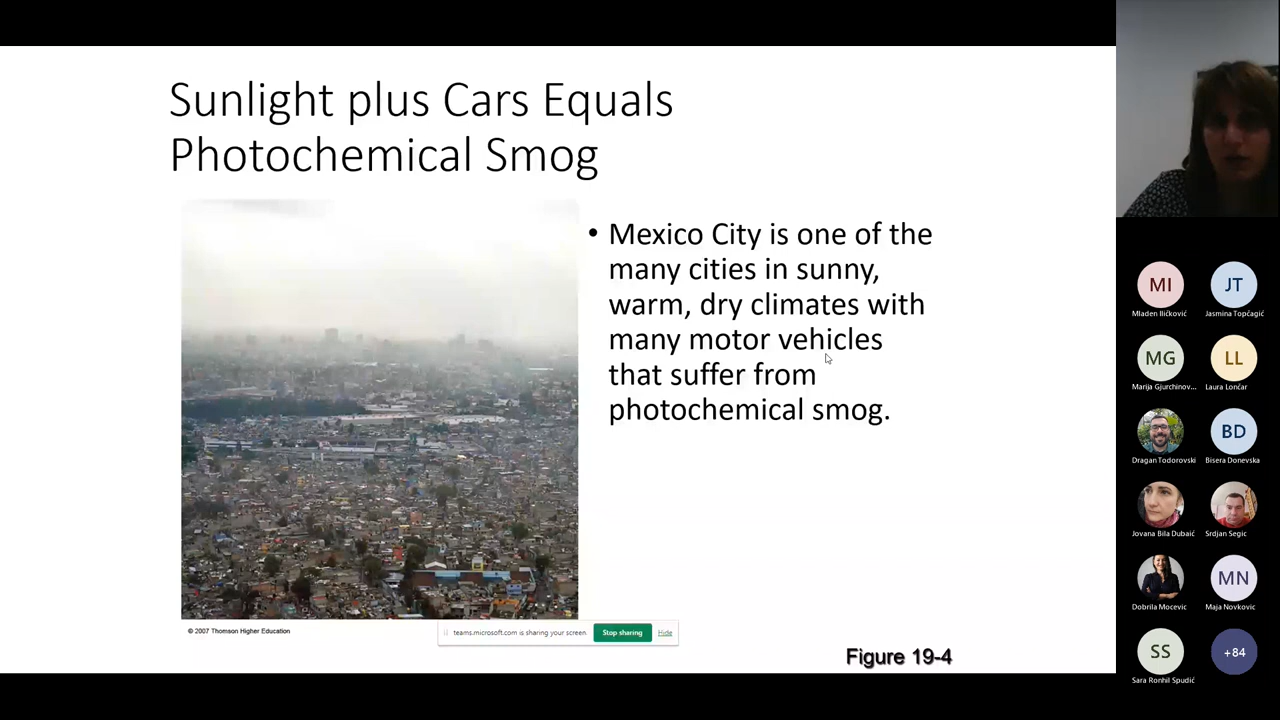 Sunlight plus Cars Equals
Photochemical Smog
• Mexico City is one of the
many cities in sunny,
warm, dry climates with
many motor vehicles
that suffer from
photochemical smog.
© 2007 Thomson Higher Education
teams.microsoft.com is sharing your screen.
Stop sharing
Hide
Figure 19-4
MI
JT
Mladen Iličković
Jasmina Topčagić
MG
LL
Marija Gjurchinov...
Laura Lončar
BD
Dragan Todorovski
Bisera Donevska
Jovana Bila Dubaić
Srdjan Segic
MN
Dobrila Mocevic
Maja Novkovic
SS
+84
Sara Ronhil Spudić